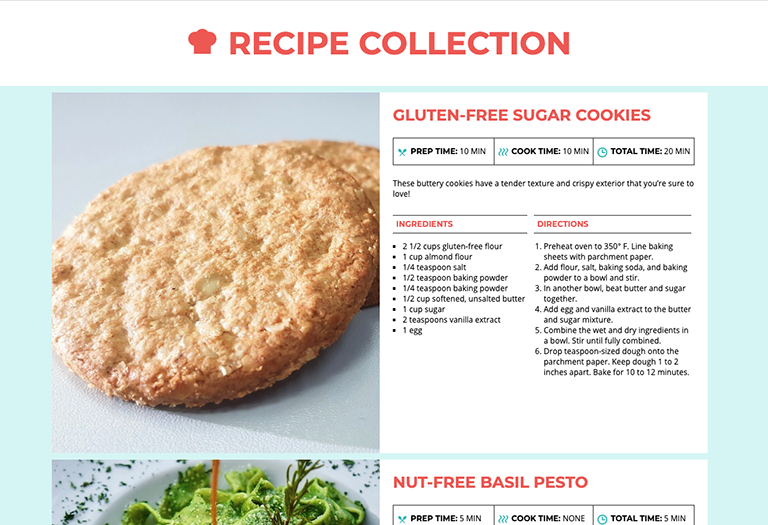 RECIPE COLLECTION
GLUTEN-FREE SUGAR COOKIES
PREP TIME: 10 MIN COOK TIME: 10 MIN TOTAL TIME: 20 MIN
These buttery cookies have a tender texture and crispy exterior that you're sure to
love!
INGREDIENTS
2 1/2 cups gluten-free flour
1 cup almond flour
1/4 teaspoon salt
1/2 teaspoon baking powder
1/4 teaspoon baking powder
1/2 cup softened, unsalted butter
1 cup sugar
2 teaspoons vanilla extract
1 egg
DIRECTIONS
1. Preheat oven to 350° F. Line baking
sheets with parchment paper.
2. Add flour, salt, baking soda, and baking
powder to a bowl and stir.
3. In another bowl, beat butter and sugar
together.
4. Add egg and vanilla extract to the butter
and sugar mixture.
5. Combine the wet and dry ingredients in
a bowl. Stir until fully combined.
6. Drop teaspoon-sized dough onto the
parchment paper. Keep dough 1 to 2
inches apart. Bake for 10 to 12 minutes.
NUT-FREE BASIL PESTO
PREP TIME: 5 MIN COOK TIME: NONE TOTAL TIME: 5 MIN